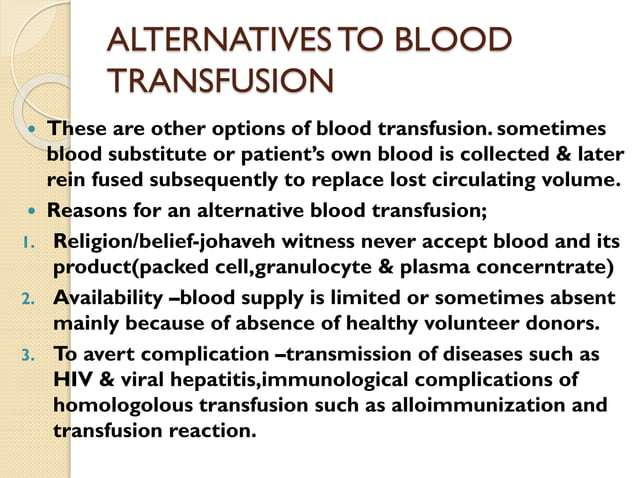 ALTERNATIVES TO BLOOD
TRANSFUSION
• These are other options of blood transfusion. sometimes
blood substitute or patient’s own blood is collected & later
rein fused subsequently to replace lost circulating volume.
• Reasons for an alternative blood transfusion;
1. Religion/belief-johaveh witness never accept blood and its
product(packed cell,granulocyte & plasma concerntrate)
2. Availability –blood supply is limited or sometimes absent
mainly because of absence of healthy volunteer donors.
3. To avert complication –transmission of diseases such as
HIV & viral hepatitis,immunological complications of
homologolous transfusion such as alloimmunization and
transfusion reaction.